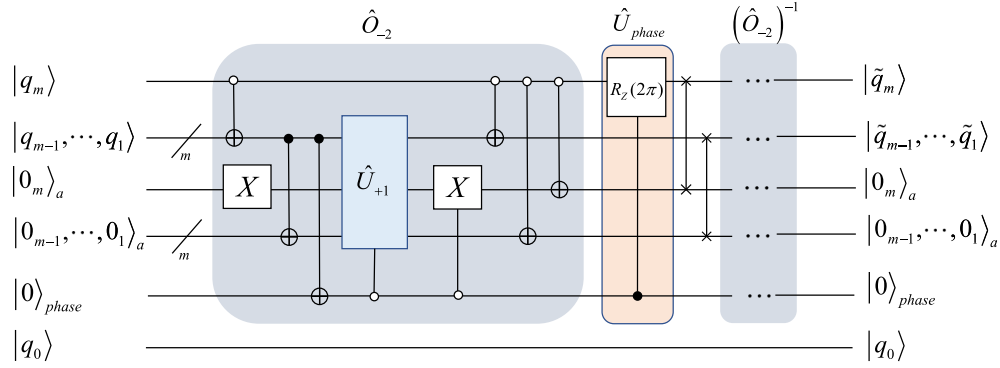 Ô₋₂ Û_phase (Ô₋₂)⁻¹
|q_m⟩ R_Z(2π) ··· |q̃_m⟩
|q_{m-1},···,q_1⟩ m ··· |q̃_{m-1},···,q̃_1⟩
|0_m⟩_a X Û₊₁ X ··· |0_m⟩_a
|0_{m-1},···,0_1⟩_a m ··· |0_{m-1},···,0_1⟩_a
|0⟩_phase ··· |0⟩_phase
|q_0⟩ |q_0⟩